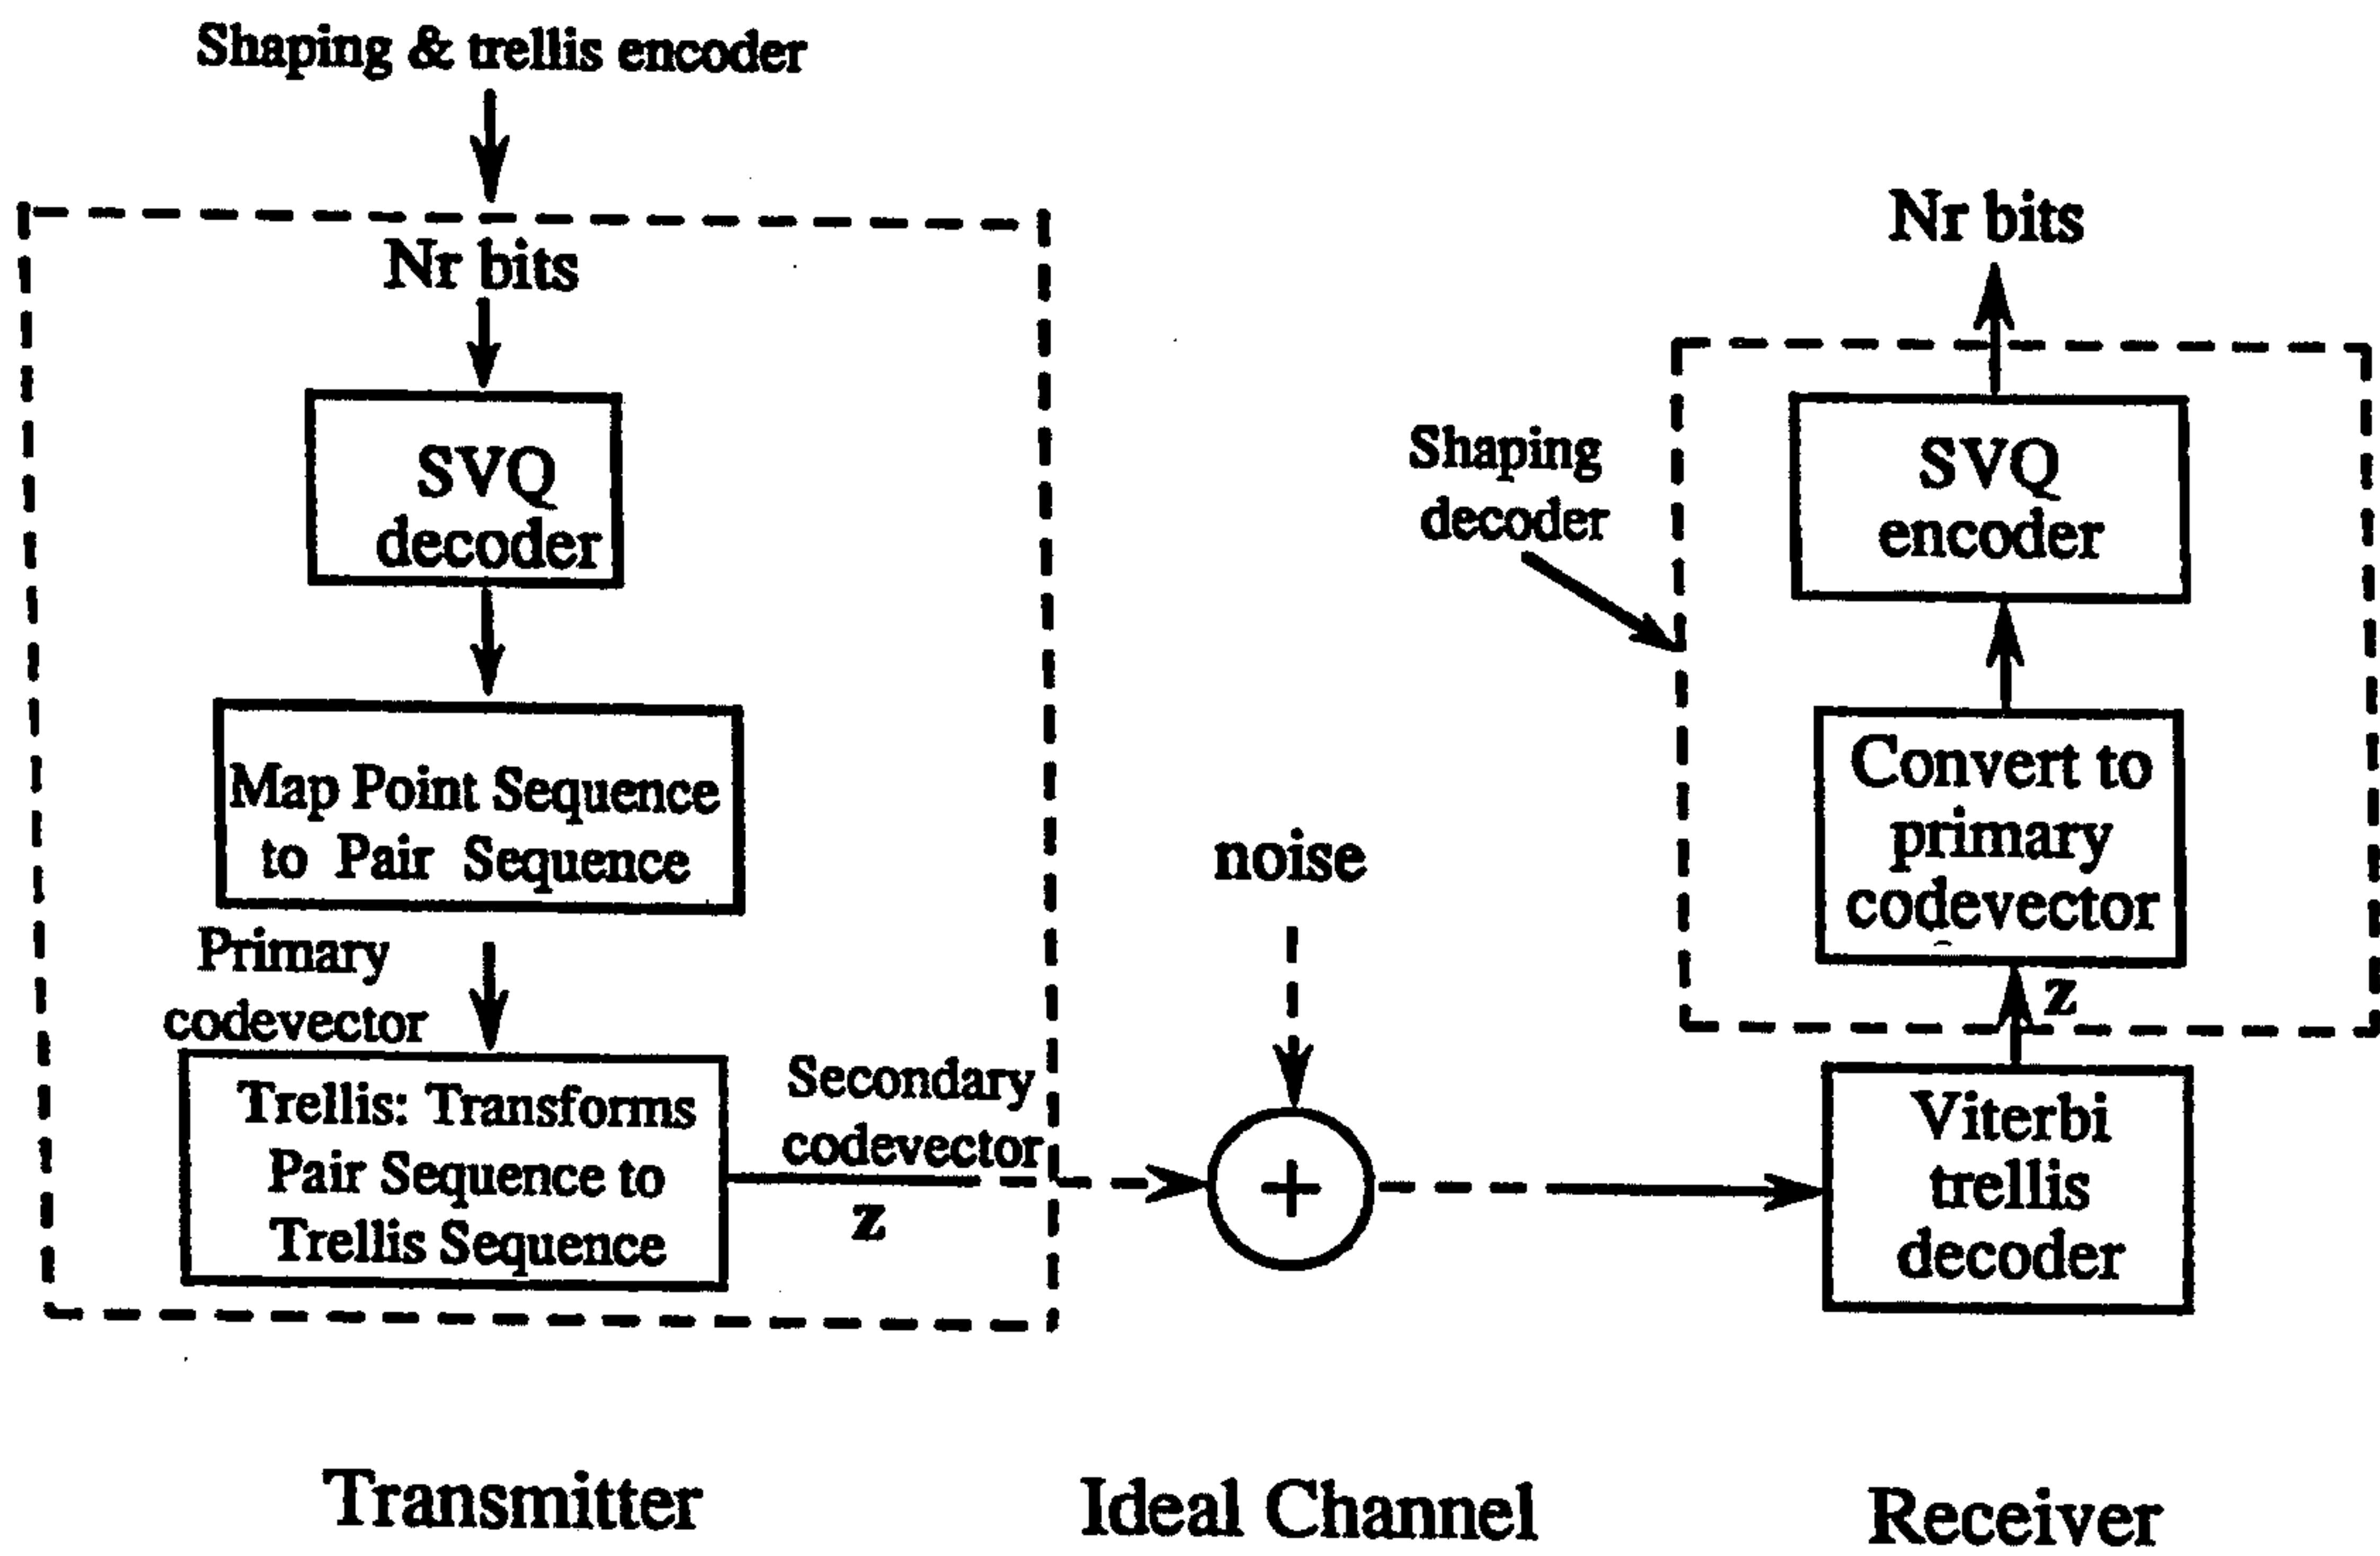 Shaping & trellis encoder
Nr bits
SVQ
decoder
Map Point Sequence
to Pair Sequence
Primary
codevector
Trellis: Transforms
Pair Sequence to
Trellis Sequence
Secondary
codevector
z
noise
+
Nr bits
Shaping
decoder
SVQ
encoder
Convert to
primary
codevector
z
Viterbi
trellis
decoder
Transmitter
Ideal Channel
Receiver